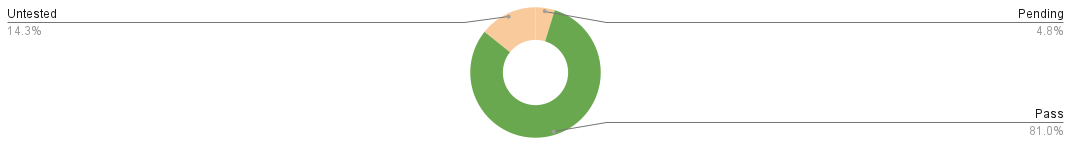 Untested
14.3%
Pending
4.8%
Pass
81.0%